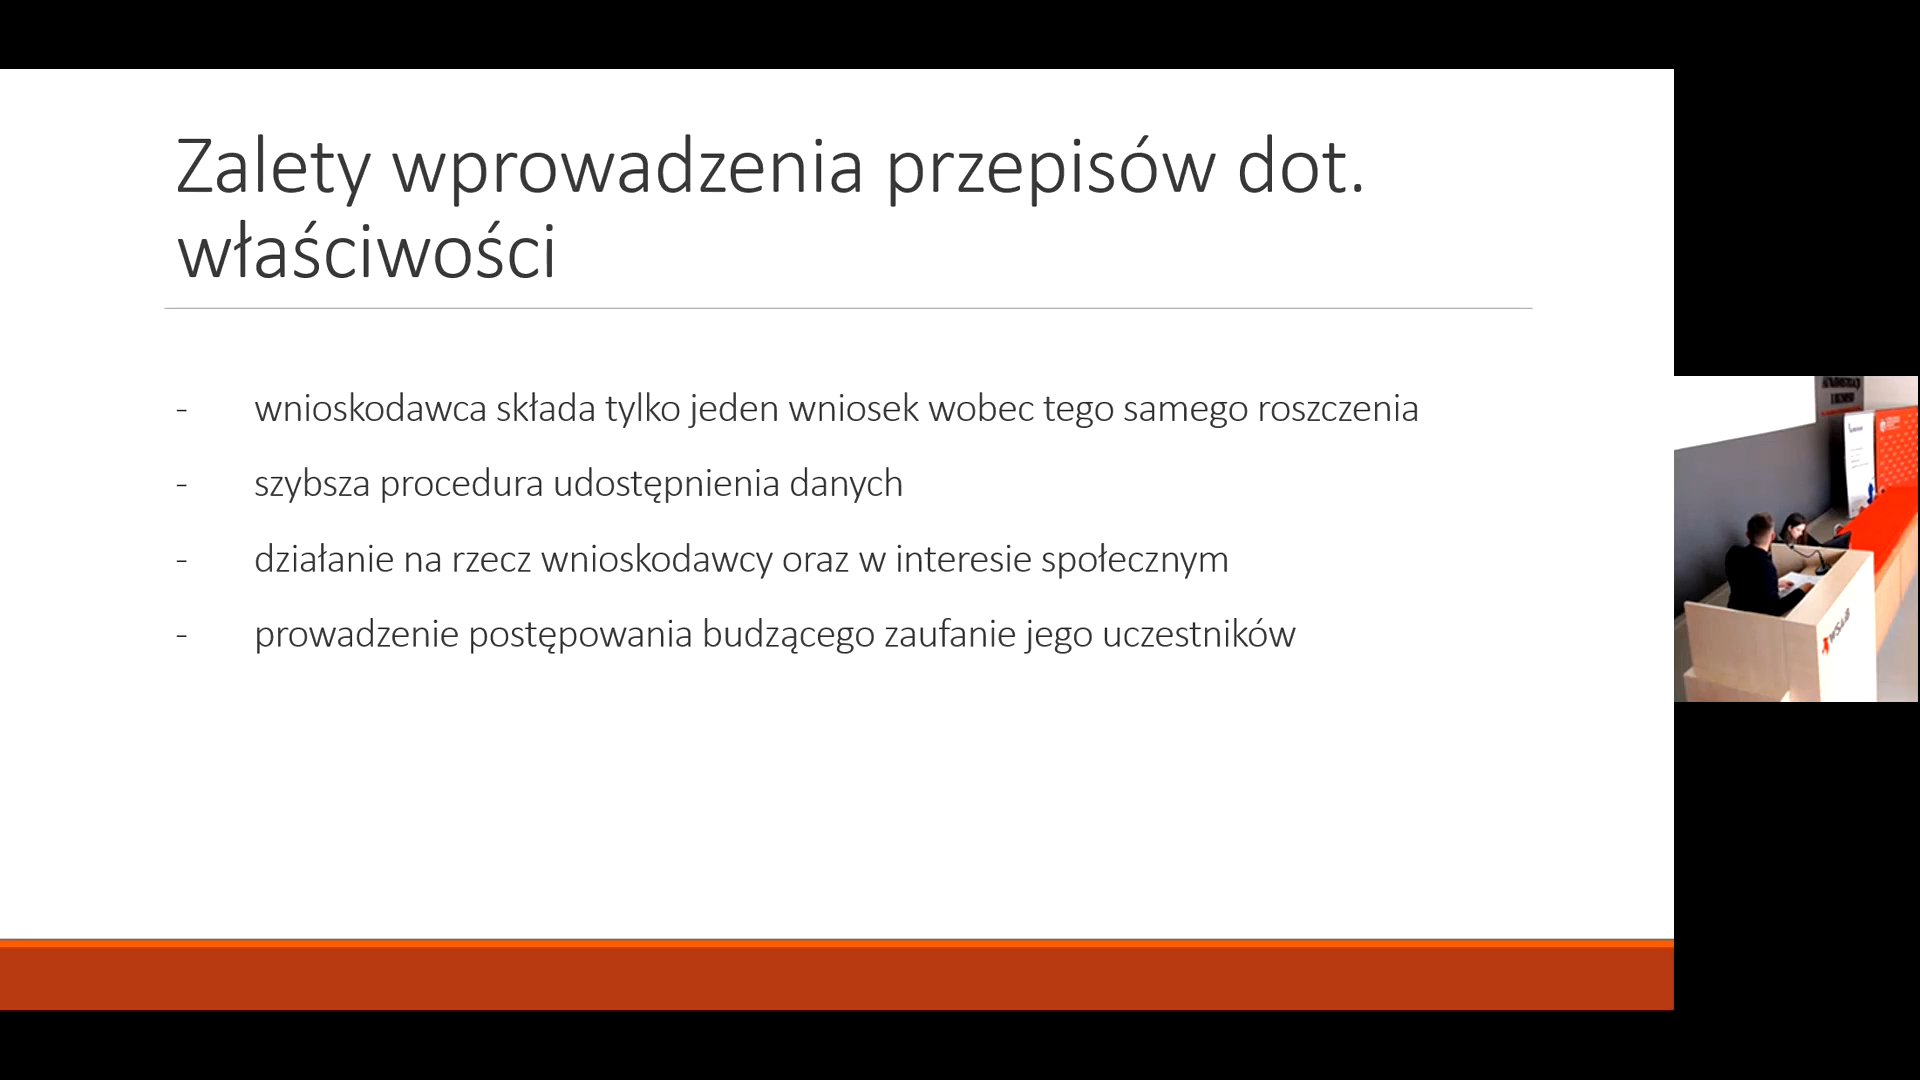 Zalety wprowadzenia przepisów dot.
właściwości
- wnioskodawca składa tylko jeden wniosek wobec tego samego roszczenia
- szybsza procedura udostępnienia danych
- działanie na rzecz wnioskodawcy oraz w interesie społecznym
- prowadzenie postępowania budzącego zaufanie jego uczestników